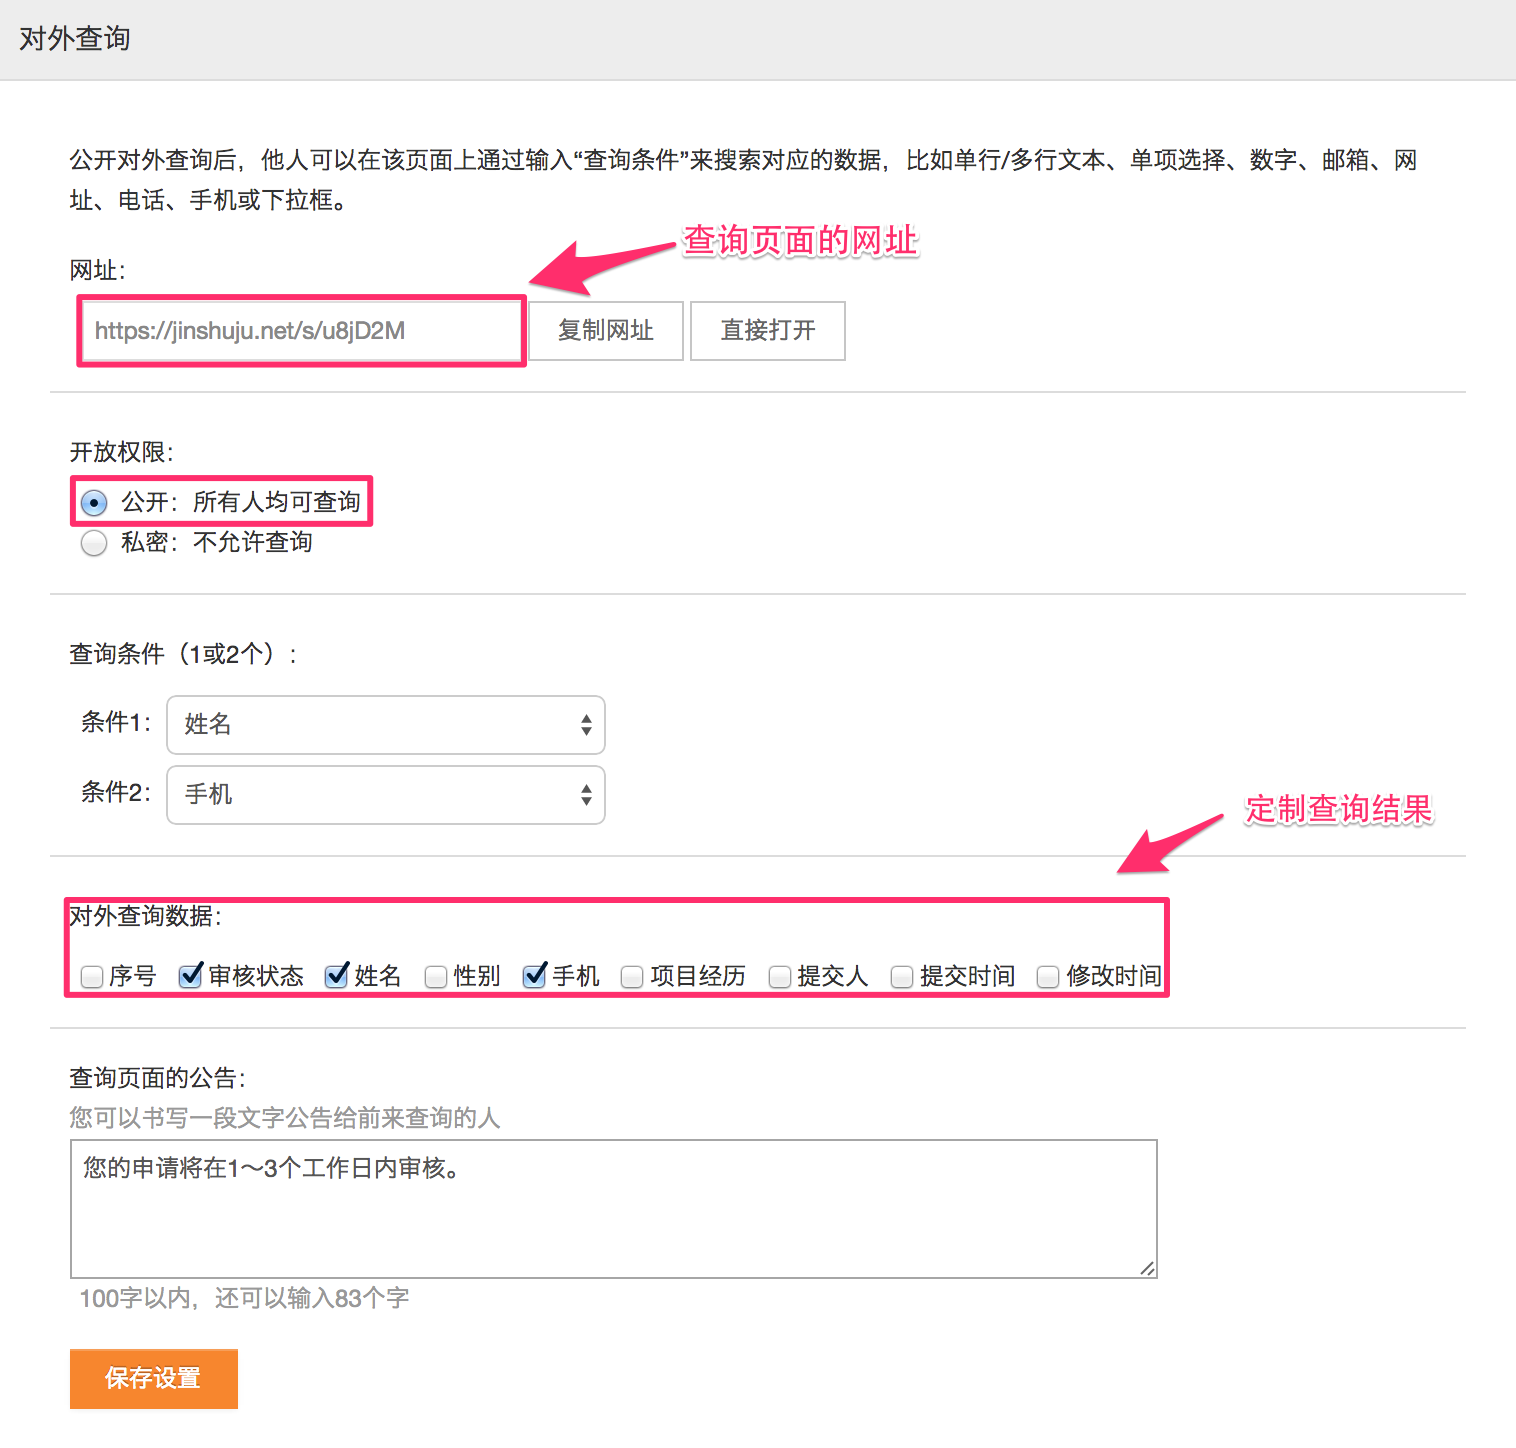 对外查询
公开对外查询后，他人可以在该页面上通过输入“查询条件”来搜索对应的数据，比如单行/多行文本、单项选择、数字、邮箱、网
址、电话、手机或下拉框。
查询页面的网址
网址：
https://jinshuju.net/s/u8jD2M 复制网址 直接打开
开放权限：
公开：所有人均可查询
私密：不允许查询
查询条件（1或2个）：
条件1： 姓名
条件2： 手机
定制查询结果
对外查询数据：
序号 审核状态 姓名 性别 手机 项目经历 提交人 提交时间 修改时间
查询页面的公告：
您可以书写一段文字公告给前来查询的人
您的申请将在1～3个工作日内审核。
100字以内，还可以输入83个字
保存设置